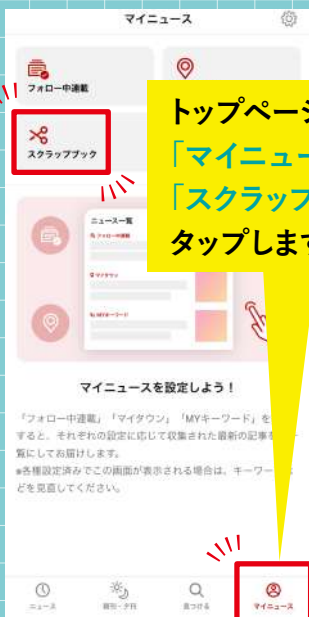 マイニュース
フォロー中連載
スクラップブック
トップページ
「マイニュー
「スクラップ
タップします
ニュース一覧
フォロー中連載
マイタウン
MYキーワード
マイニュースを設定しよう！
「フォロー中連載」「マイタウン」「MYキーワード」を
すると、それぞれの設定に応じて収集された最新の記事を
覧にしてお届けします。
※各種設定済みでこの画面が表示される場合は、キーワー
どを見直してください。
ニュース
朝刊・夕刊
見つける
マイニュース